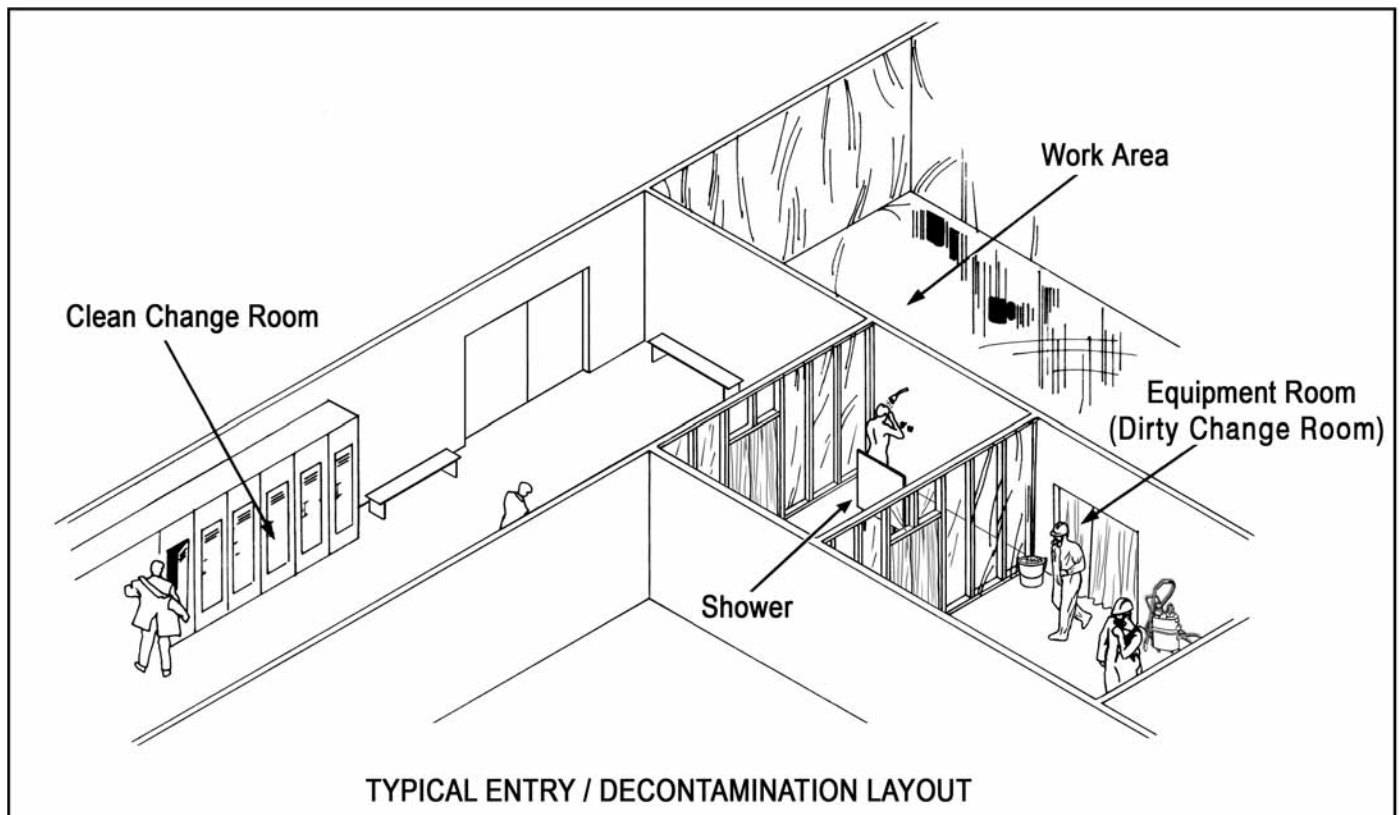 Work Area
Clean Change Room
Equipment Room
(Dirty Change Room)
Shower
TYPICAL ENTRY / DECONTAMINATION LAYOUT